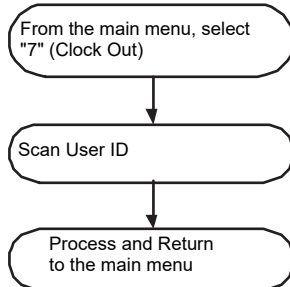 From the main menu, select
"7" (Clock Out)
Scan User ID
Process and Return
to the main menu